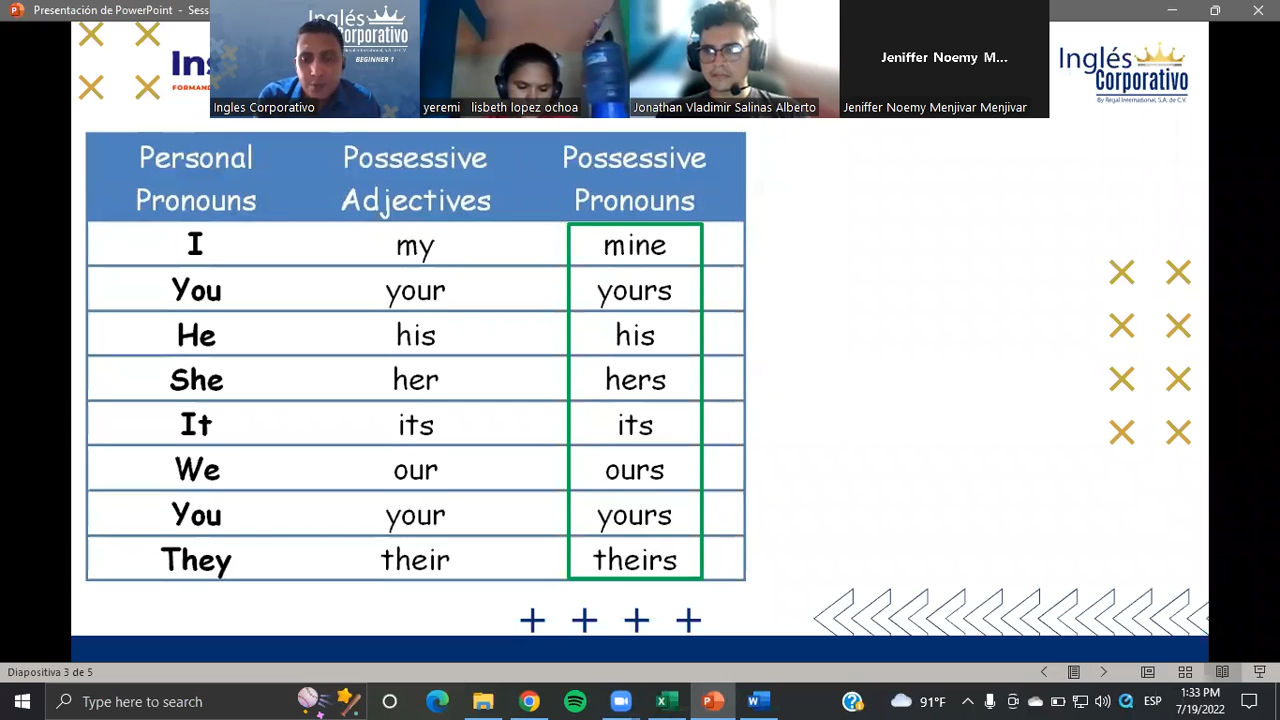 Presentación de PowerPoint - Sess
Ins
FORMAND
Inglés
Corporativo
BEGINNER 1
Ingles Corporativo
yeremi lisbeth lopez ochoa
Jonathan Vladimir Salinas Alberto
Jeniffer Noemy M...
Jeniffer Noemy Menjivar Menjivar
Inglés
Corporativo
By Regal International, S.A. de C.V.
Personal Pronouns Possessive Adjectives Possessive Pronouns
I my mine
You your yours
He his his
She her hers
It its its
We our ours
You your yours
They their theirs
Diapositiva 3 de 5
Type here to search
91°F
ESP
1:33 PM
7/19/2022